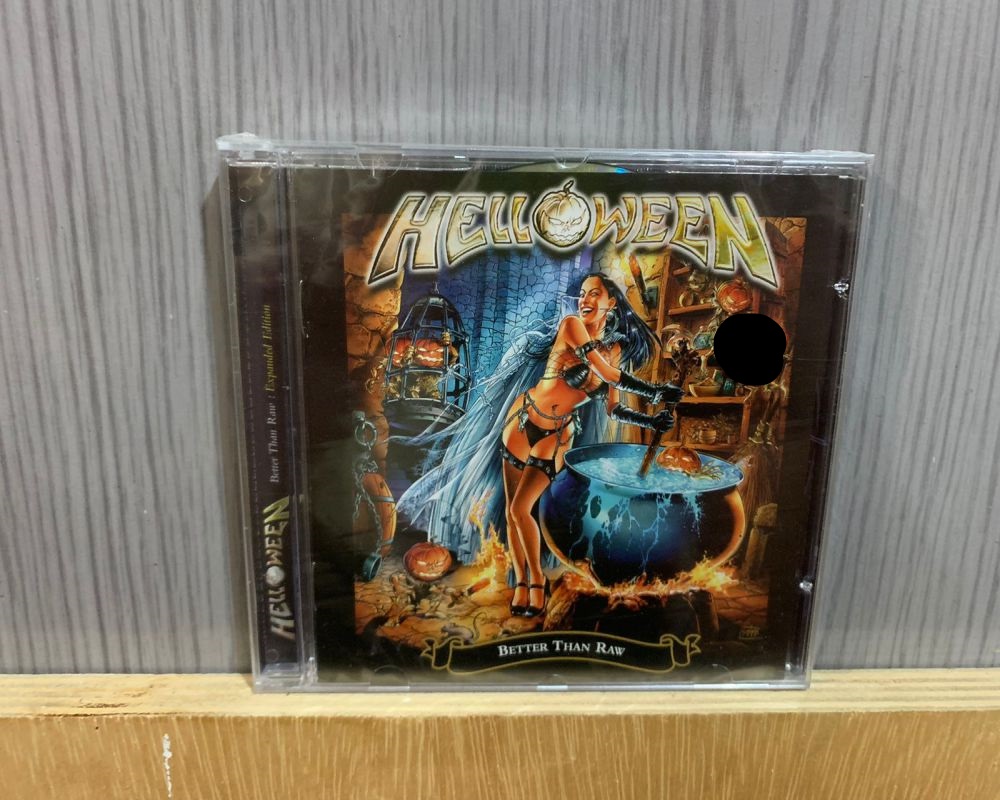 HELLOWEEN
BETTER THAN RAW
HELLOWEEN Better Than Raw : Expanded Edition